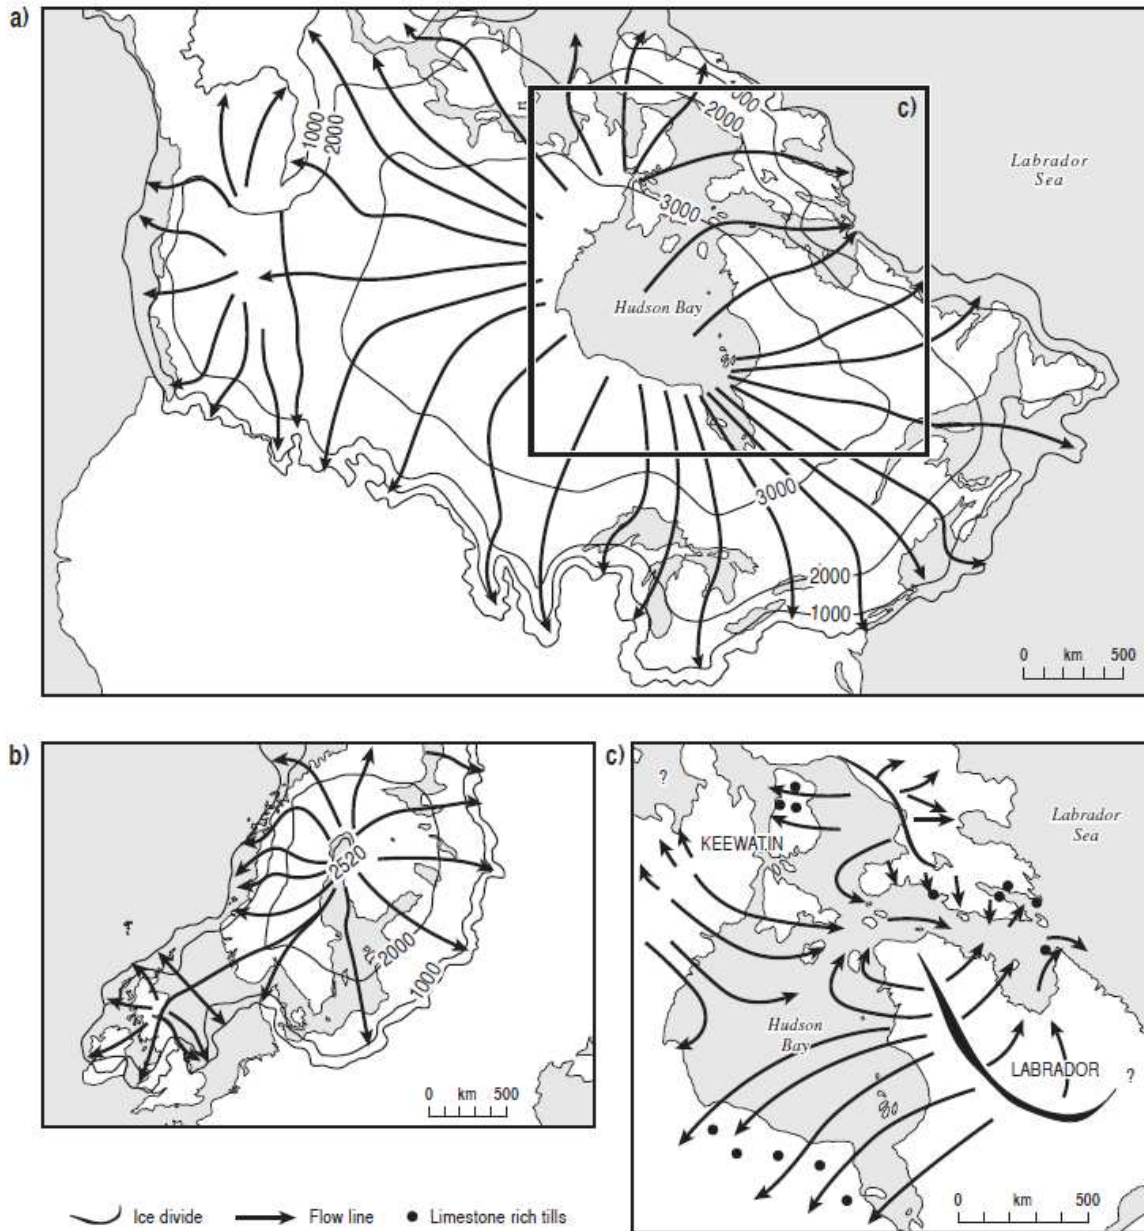 a)
1000
2000
3000
2000
c)
Labrador
Sea
3000
Hudson Bay
3000
2000
1000
0 km 500
b)
2520
2000
1000
0 km 500
c)
?
KEEWATIN
Labrador
Sea
Hudson
Bay
LABRADOR
?
0 km 500
Ice divide
Flow line
Limestone rich tills